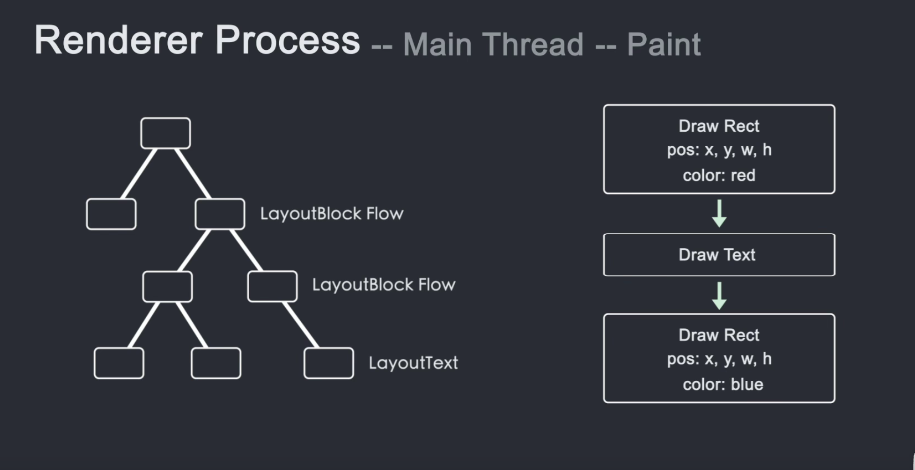 Renderer Process -- Main Thread -- Paint
LayoutBlock Flow
LayoutBlock Flow
LayoutText
Draw Rect
pos: x, y, w, h
color: red
Draw Text
Draw Rect
pos: x, y, w, h
color: blue